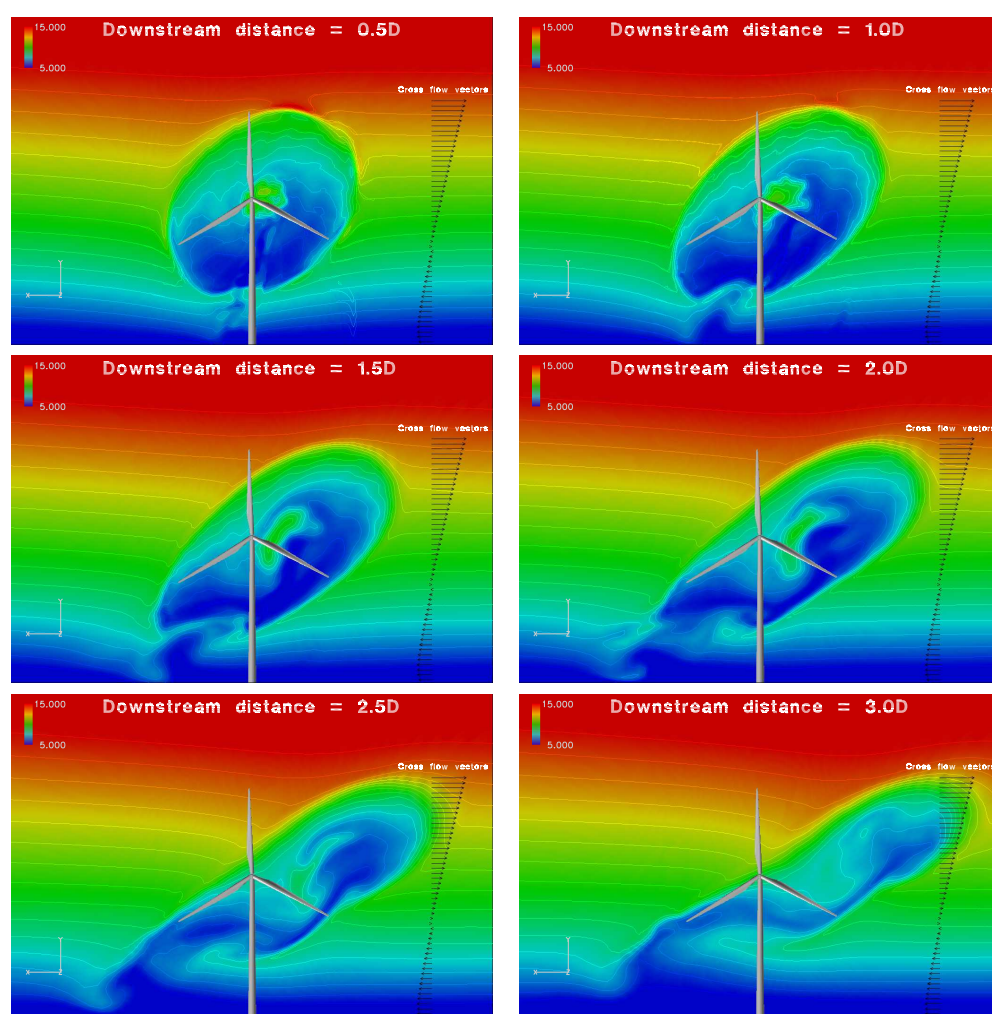 Downstream distance = 0.5D
15.000
5.000
Cross flow vectors
Y
X Z
Downstream distance = 1.0D
15.000
5.000
Cross flow vectors
Y
X Z
Downstream distance = 1.5D
15.000
5.000
Cross flow vectors
Y
X Z
Downstream distance = 2.0D
15.000
5.000
Cross flow vectors
Y
X Z
Downstream distance = 2.5D
15.000
5.000
Cross flow vectors
Y
X Z
Downstream distance = 3.0D
15.000
5.000
Cross flow vectors
Y
X Z